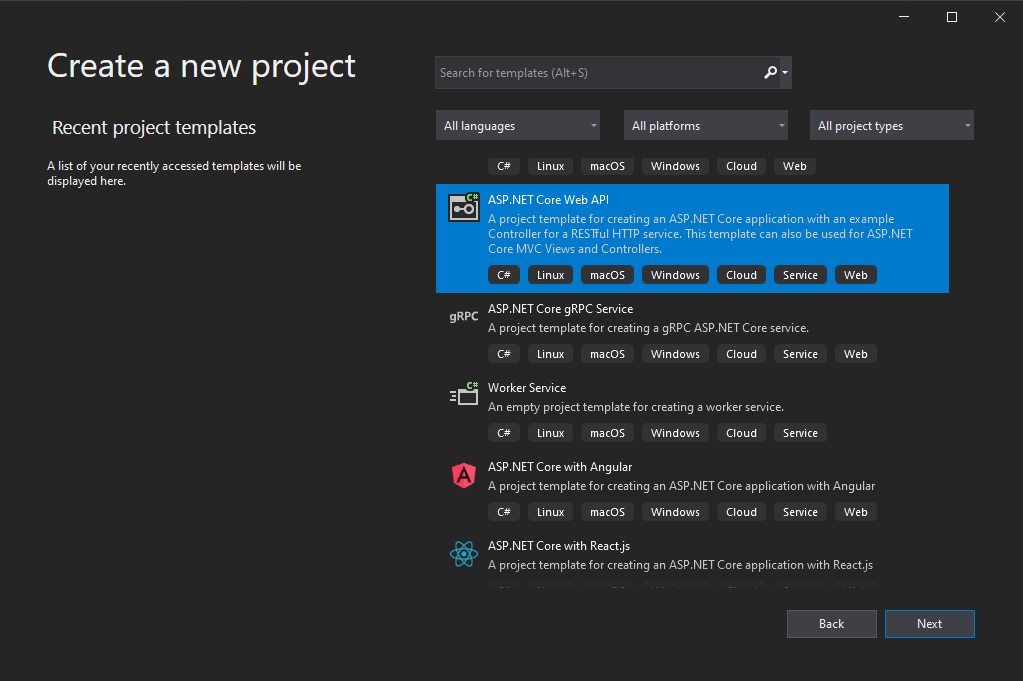 Create a new project
Search for templates (Alt+S)
Recent project templates
All languages
All platforms
All project types
A list of your recently accessed templates will be
displayed here.
C# Linux macOS Windows Cloud Web
C#
ASP.NET Core Web API
A project template for creating an ASP.NET Core application with an example
Controller for a RESTful HTTP service. This template can also be used for ASP.NET
Core MVC Views and Controllers.
C# Linux macOS Windows Cloud Service Web
gRPC
ASP.NET Core gRPC Service
A project template for creating a gRPC ASP.NET Core service.
C# Linux macOS Windows Cloud Service Web
C#
Worker Service
An empty project template for creating a worker service.
C# Linux macOS Windows Cloud Service
A
ASP.NET Core with Angular
A project template for creating an ASP.NET Core application with Angular
C# Linux macOS Windows Cloud Service Web
ASP.NET Core with React.js
A project template for creating an ASP.NET Core application with React.js
Back
Next